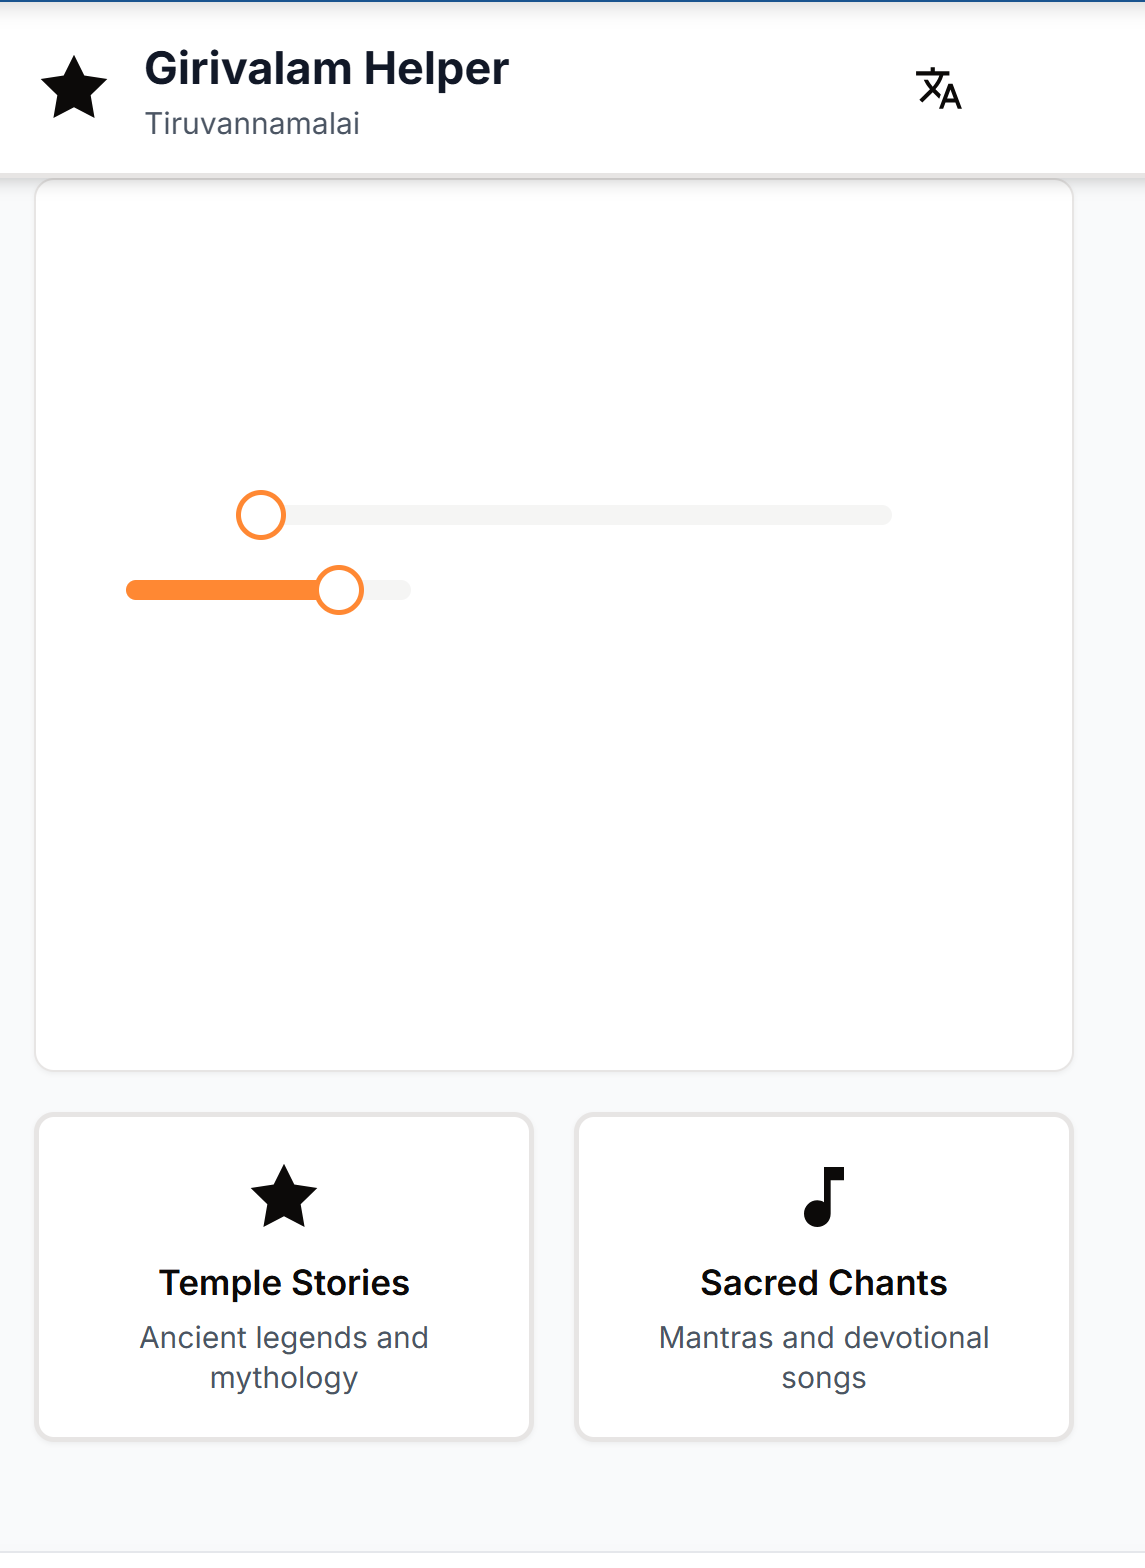 Girivalam Helper
Tiruvannamalai
Temple Stories
Ancient legends and
mythology
Sacred Chants
Mantras and devotional
songs